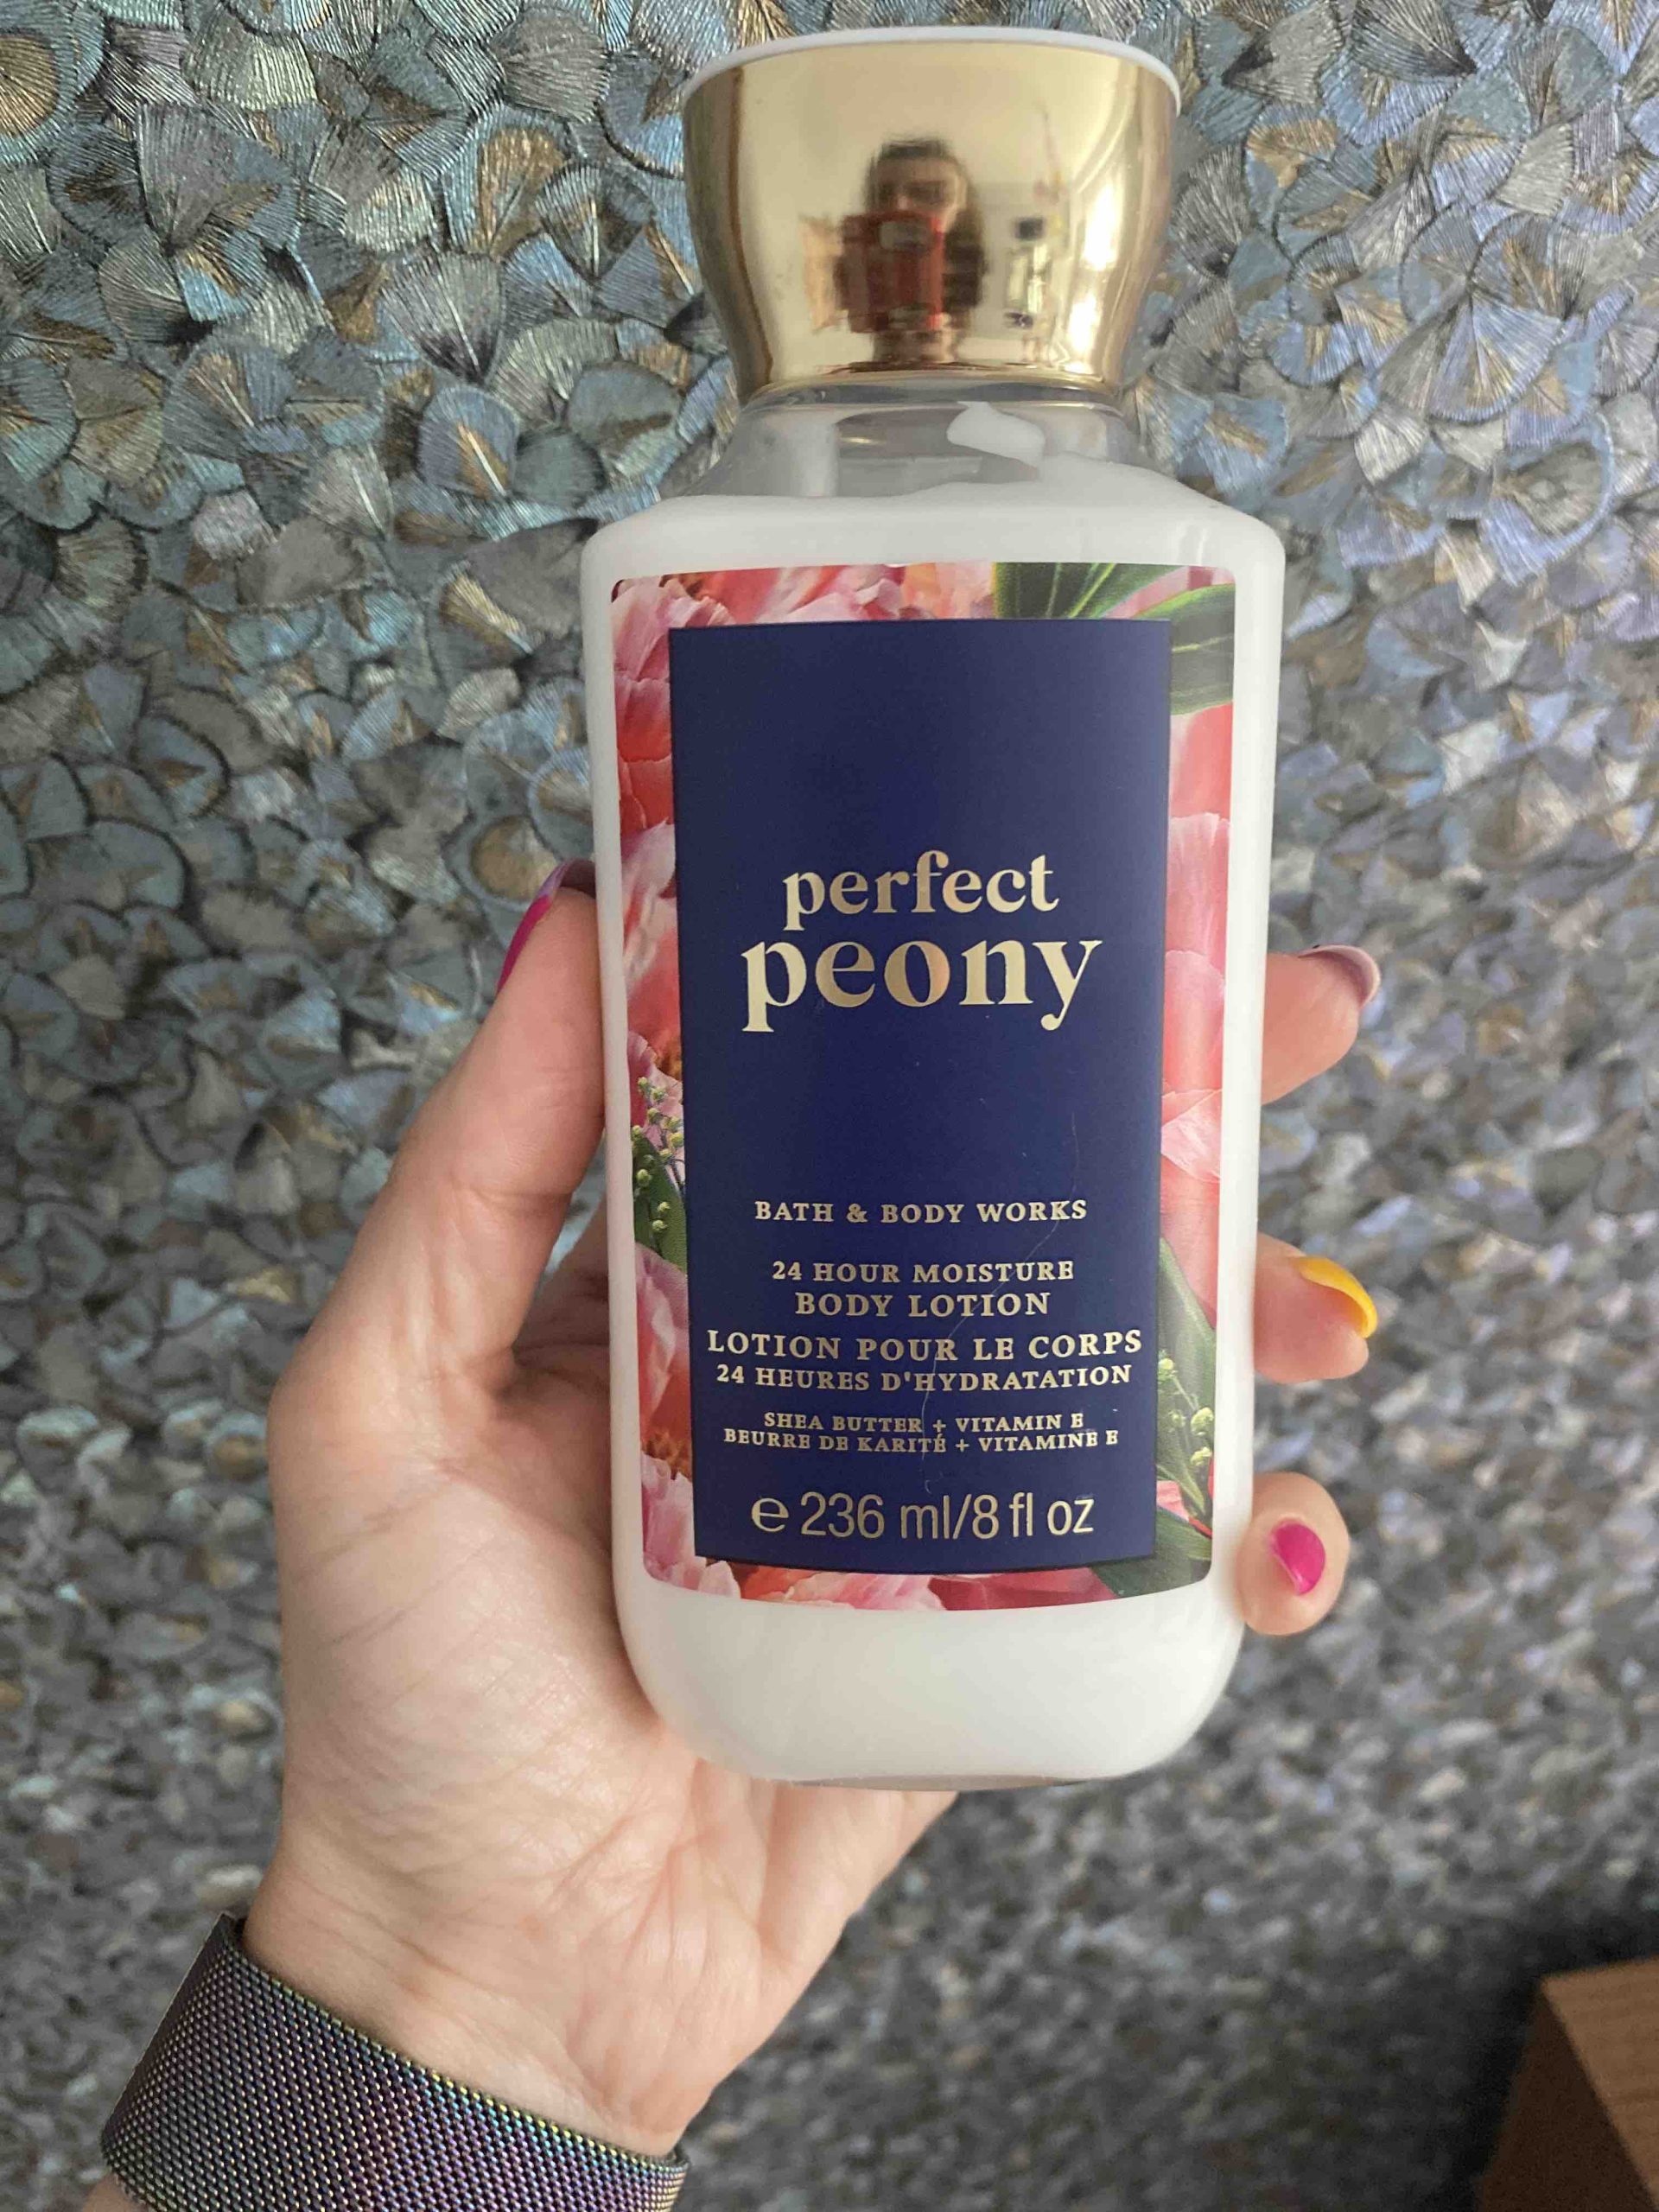 perfect
peony
BATH & BODY WORKS
24 HOUR MOISTURE
BODY LOTION
LOTION POUR LE CORPS
24 HEURES D'HYDRATATION
SHEA BUTTER + VITAMIN E
BEURRE DE KARITÉ + VITAMINE E
℮ 236 ml/8 fl oz